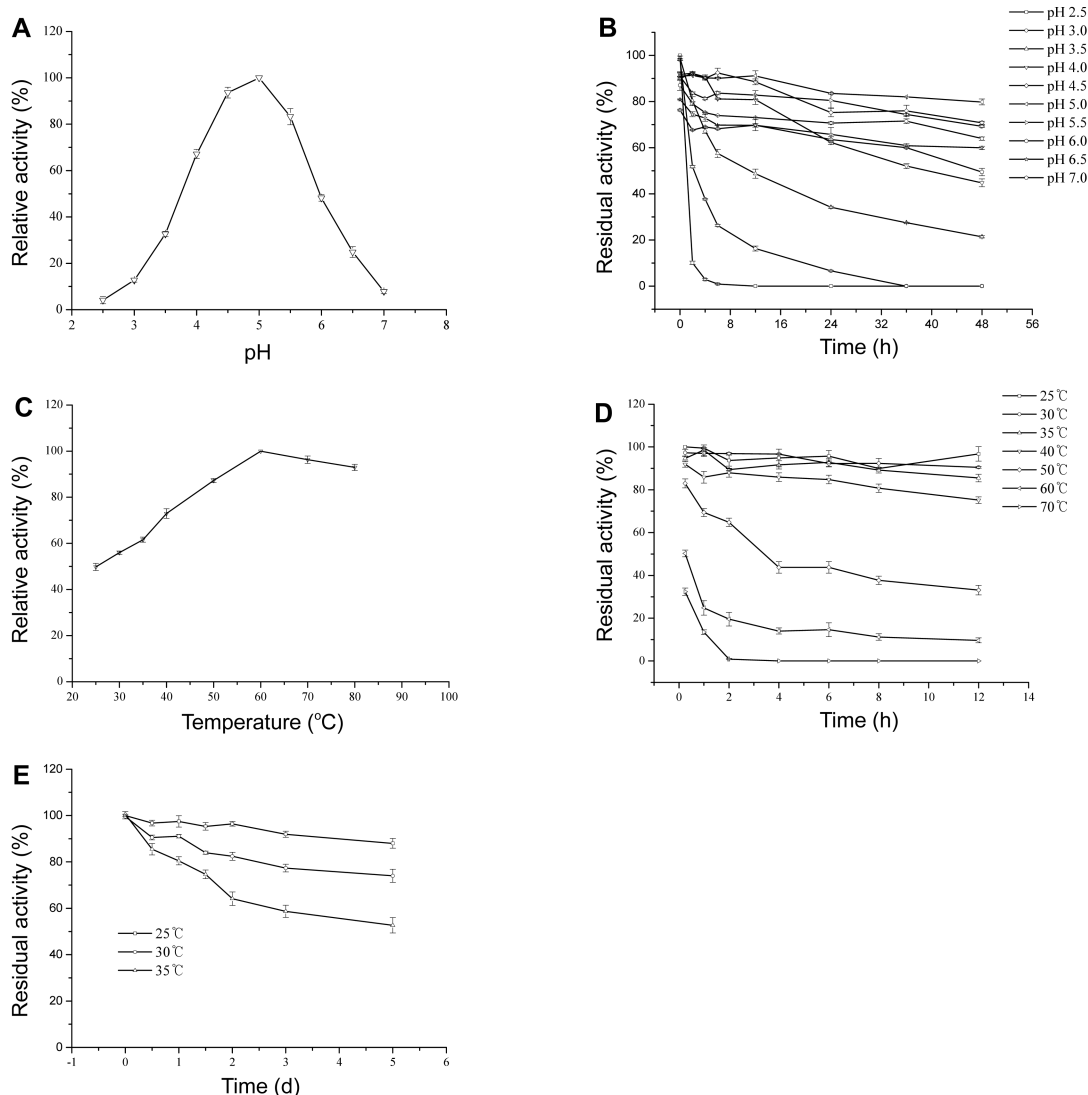 A
Relative activity (%)
120
100
80
60
40
20
0
2 3 4 5 6 7 8
pH
B
Residual activity (%)
100
80
60
40
20
0
0 8 16 24 32 40 48 56
Time (h)
pH 2.5
pH 3.0
pH 3.5
pH 4.0
pH 4.5
pH 5.0
pH 5.5
pH 6.0
pH 6.5
pH 7.0
C
Relative activity (%)
120
100
80
60
40
20
0
20 30 40 50 60 70 80 90 100
Temperature (°C)
D
Residual activity (%)
120
100
80
60
40
20
0
0 2 4 6 8 10 12 14
Time (h)
25℃
30℃
35℃
40℃
50℃
60℃
70℃
E
Residual activity (%)
120
100
80
60
40
20
0
-1 0 1 2 3 4 5 6
Time (d)
25℃
30℃
35℃